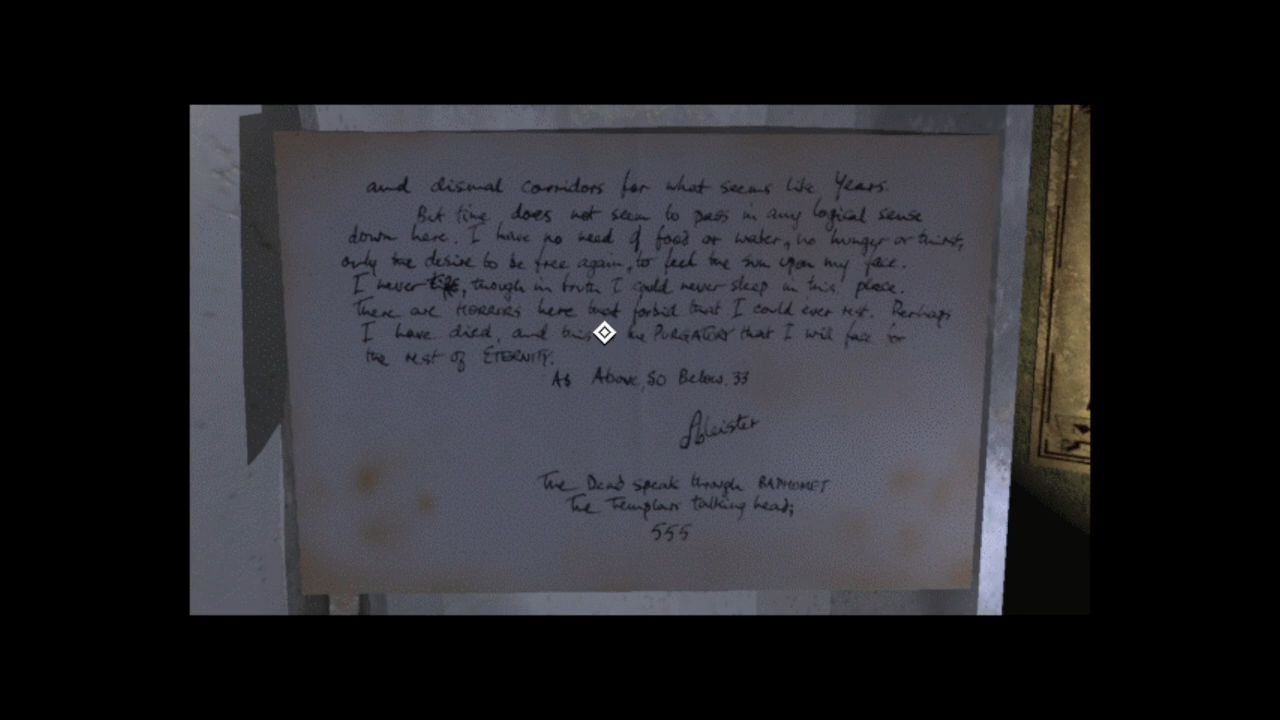 and dismal corridors for what seems like Years.
But time does not seem to pass in any logical sense
down here. I have no need of food or water, no hunger or thirst,
only the desire to be free again, to feel the sun upon my face.
I never tire, though in truth I could never sleep in this place.
There are HORRORS here that forbid that I could ever rest. Perhaps
I have died, and this the PURGATORY that I will face for
the rest of ETERNITY.
As Above, So Below. 33
Aleister
The Dead speak through BAPHOMET
The Templars talking head;
555